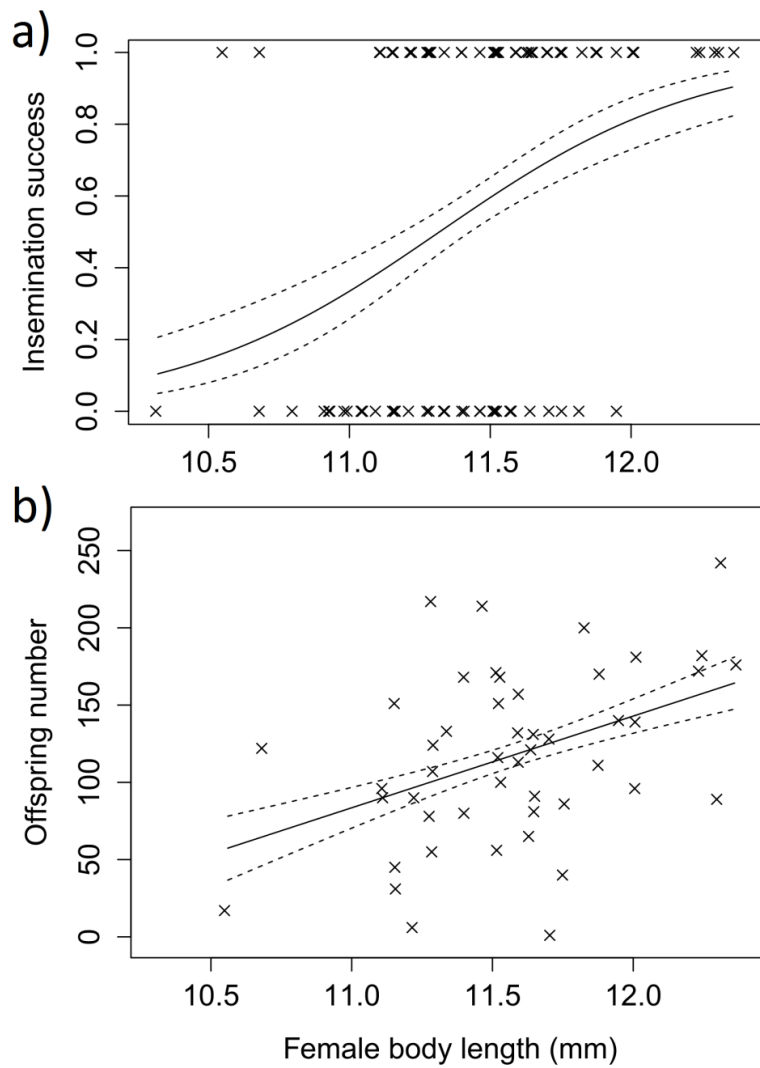 a)
Insemination success
1.0
0.8
0.6
0.4
0.2
0.0
10.5 11.0 11.5 12.0
b)
Offspring number
250
200
150
100
50
0
10.5 11.0 11.5 12.0
Female body length (mm)